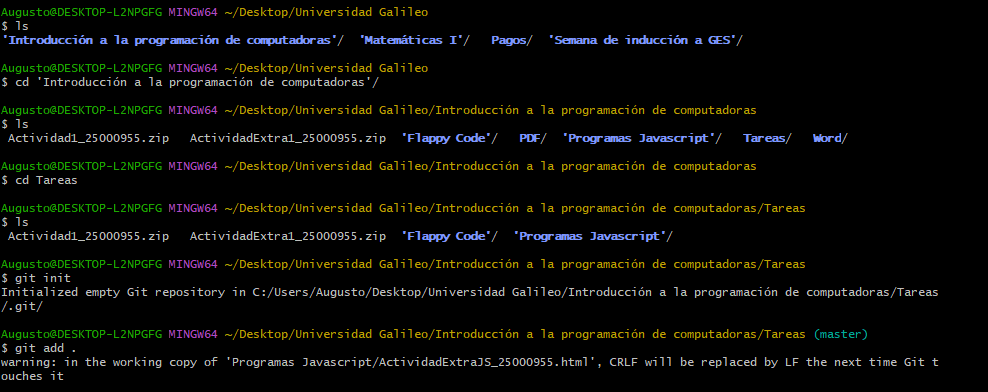 Augusto@DESKTOP-L2NPGFG MINGW64 ~/Desktop/Universidad Galileo
$ ls
'Introducción a la programación de computadoras'/  'Matemáticas I'/   Pagos/  'Semana de inducción a GES'/
Augusto@DESKTOP-L2NPGFG MINGW64 ~/Desktop/Universidad Galileo
$ cd 'Introducción a la programación de computadoras'/
Augusto@DESKTOP-L2NPGFG MINGW64 ~/Desktop/Universidad Galileo/Introducción a la programación de computadoras
$ ls
 Actividad1_25000955.zip   ActividadExtra1_25000955.zip  'Flappy Code'/   PDF/  'Programas Javascript'/   Tareas/   Word/
Augusto@DESKTOP-L2NPGFG MINGW64 ~/Desktop/Universidad Galileo/Introducción a la programación de computadoras
$ cd Tareas
Augusto@DESKTOP-L2NPGFG MINGW64 ~/Desktop/Universidad Galileo/Introducción a la programación de computadoras/Tareas
$ ls
 Actividad1_25000955.zip   ActividadExtra1_25000955.zip  'Flappy Code'/  'Programas Javascript'/
Augusto@DESKTOP-L2NPGFG MINGW64 ~/Desktop/Universidad Galileo/Introducción a la programación de computadoras/Tareas
$ git init
Initialized empty Git repository in C:/Users/Augusto/Desktop/Universidad Galileo/Introducción a la programación de computadoras/Tareas
/.git/
Augusto@DESKTOP-L2NPGFG MINGW64 ~/Desktop/Universidad Galileo/Introducción a la programación de computadoras/Tareas (master)
$ git add .
warning: in the working copy of 'Programas Javascript/ActividadExtraJS_25000955.html', CRLF will be replaced by LF the next time Git t
ouches it